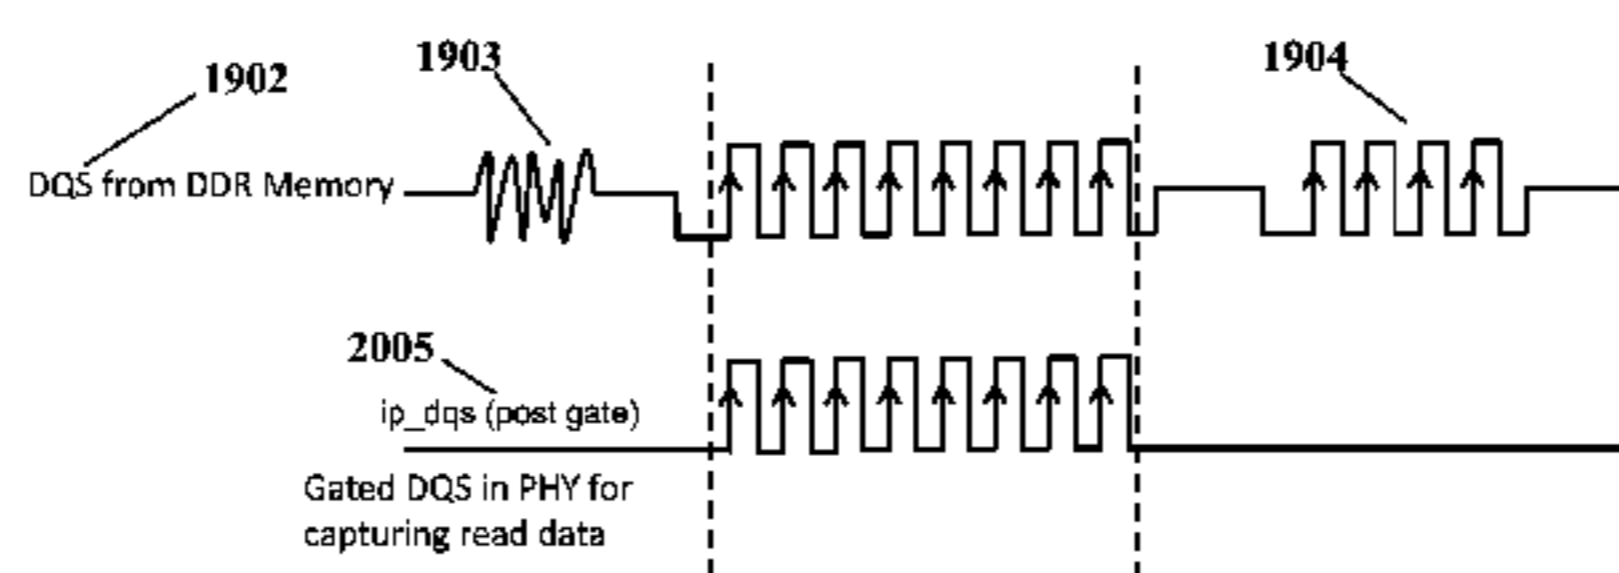 1902
1903
1904
DQS from DDR Memory
2005
ip_dqs (post gate)
Gated DQS in PHY for
capturing read data